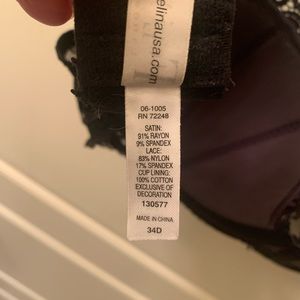 elinausa.com
06-1005
RN 72248
SATIN:
91% RAYON
9% SPANDEX
LACE:
83% NYLON
17% SPANDEX
CUP LINING:
100% COTTON
EXCLUSIVE OF
DECORATION
130577
MADE IN CHINA
34D